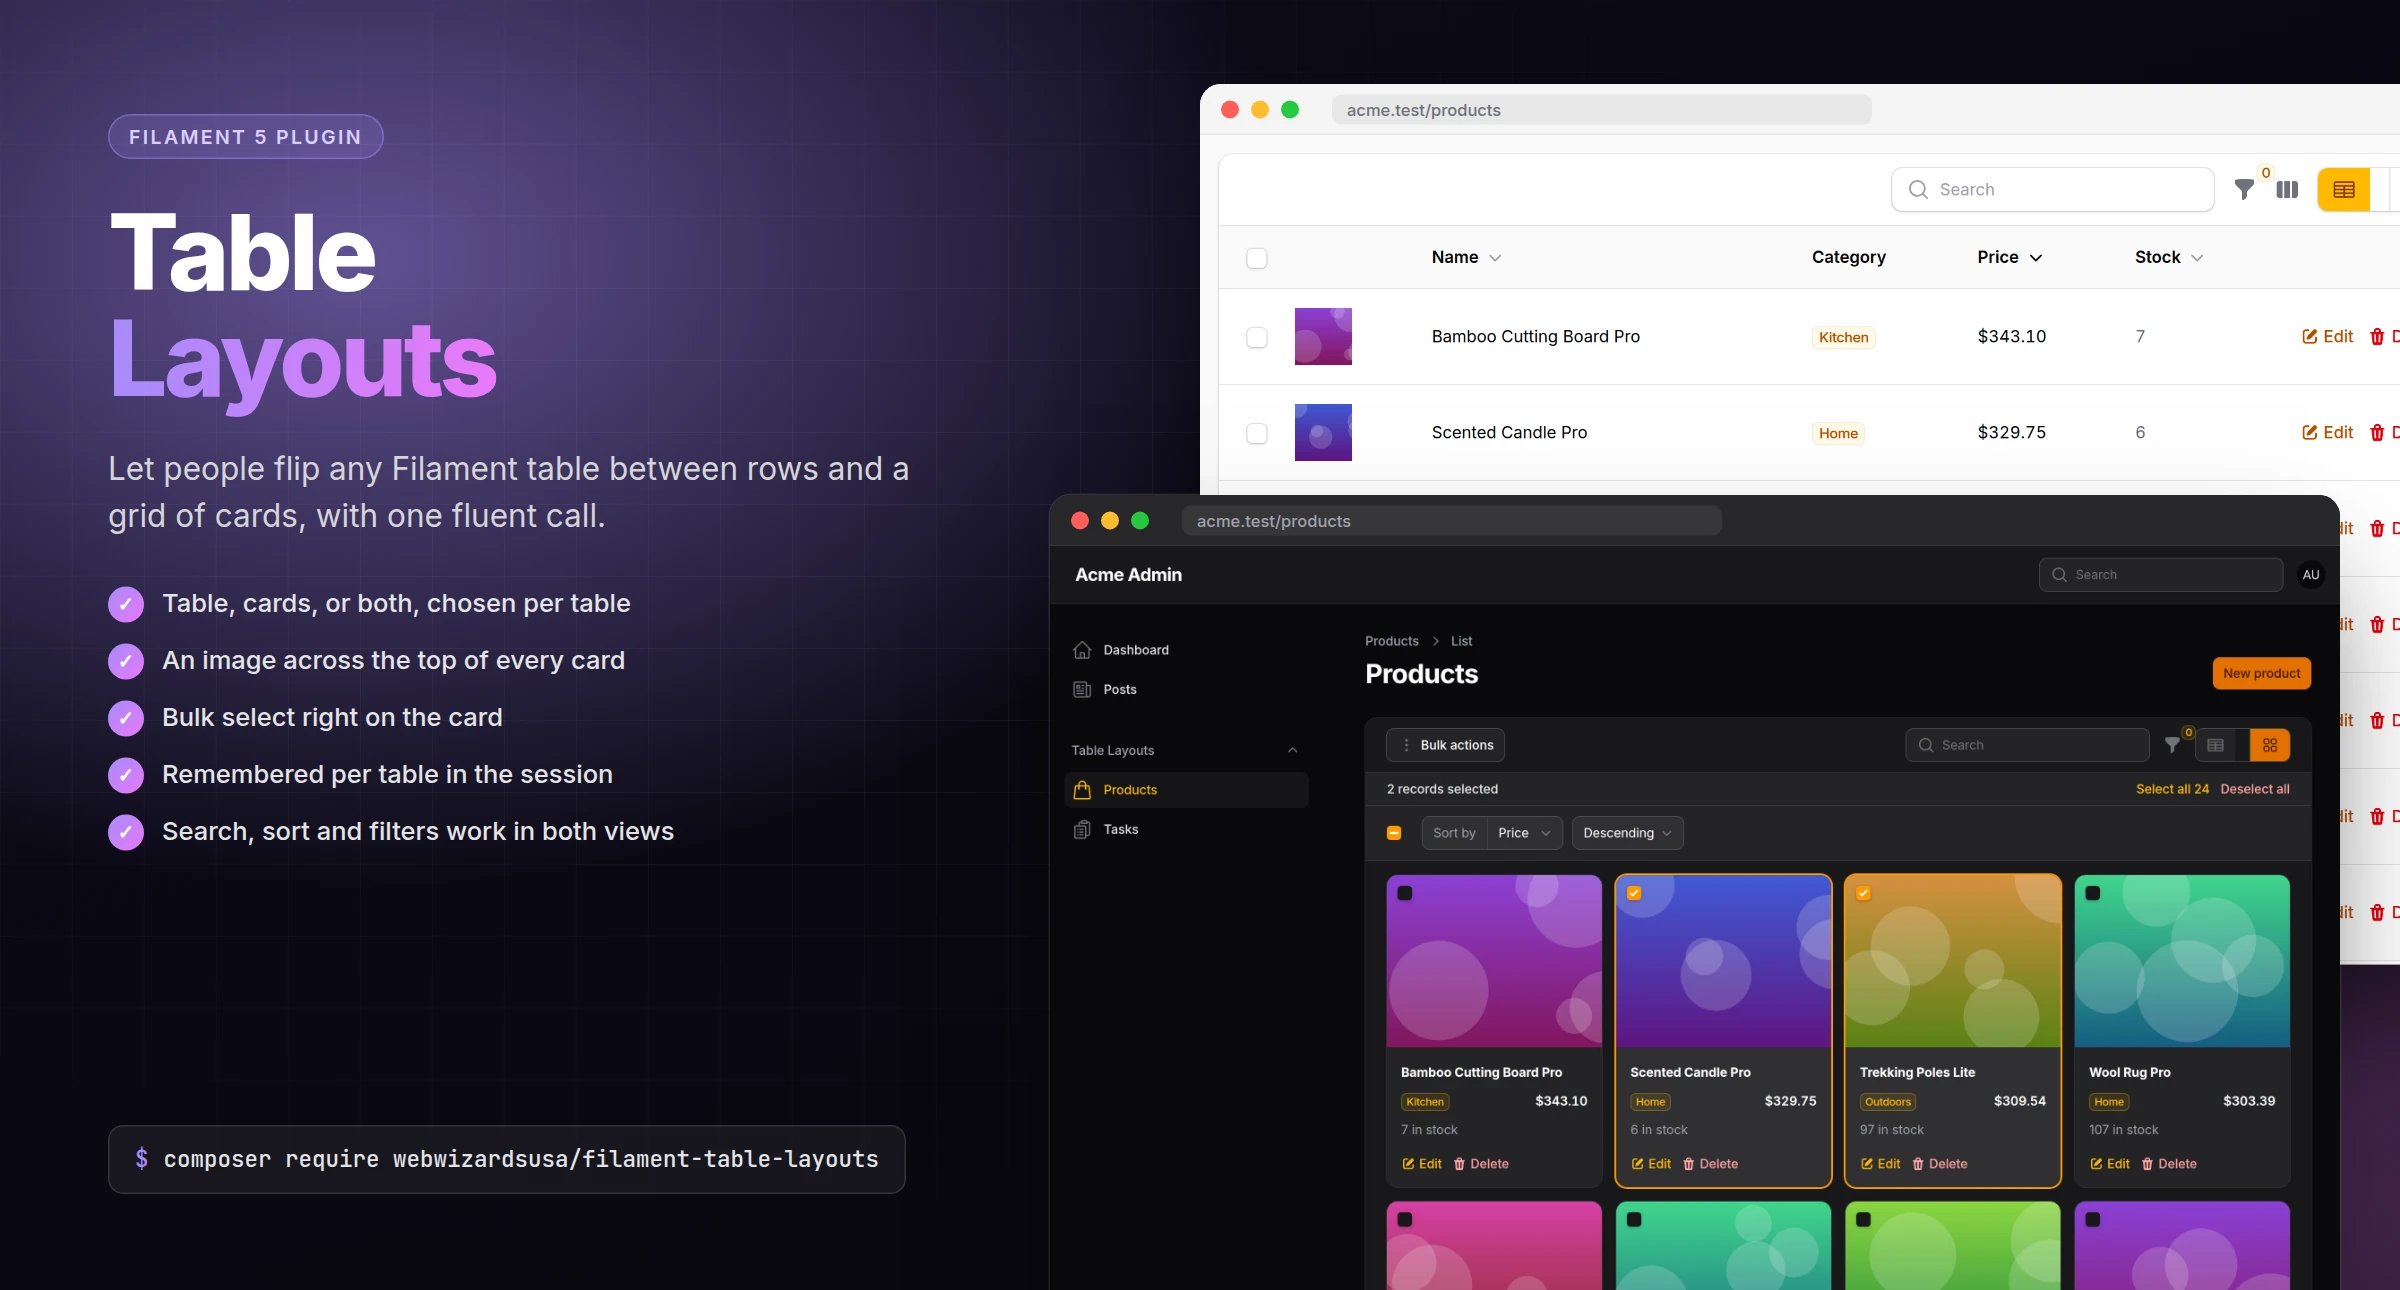 FILAMENT 5 PLUGIN
Table
Layouts
Let people flip any Filament table between rows and a
grid of cards, with one fluent call.
✓ Table, cards, or both, chosen per table
✓ An image across the top of every card
✓ Bulk select right on the card
✓ Remembered per table in the session
✓ Search, sort and filters work in both views
$ composer require webwizardsusa/filament-table-layouts
acme.test/products
Search 0
Name Category Price Stock
Bamboo Cutting Board Pro Kitchen $343.10 7 Edit
Scented Candle Pro Home $329.75 6 Edit
acme.test/products
Acme Admin Search AU
Dashboard
Posts
Table Layouts
Products
Tasks
Products List
Products New product
Bulk actions Search 0
2 records selected Select all 24 Deselect all
Sort by Price Descending
Bamboo Cutting Board Pro
Kitchen $343.10
7 in stock
Edit Delete
Scented Candle Pro
Home $329.75
6 in stock
Edit Delete
Trekking Poles Lite
Outdoors $309.54
97 in stock
Edit Delete
Wool Rug Pro
Home $303.39
107 in stock
Edit Delete